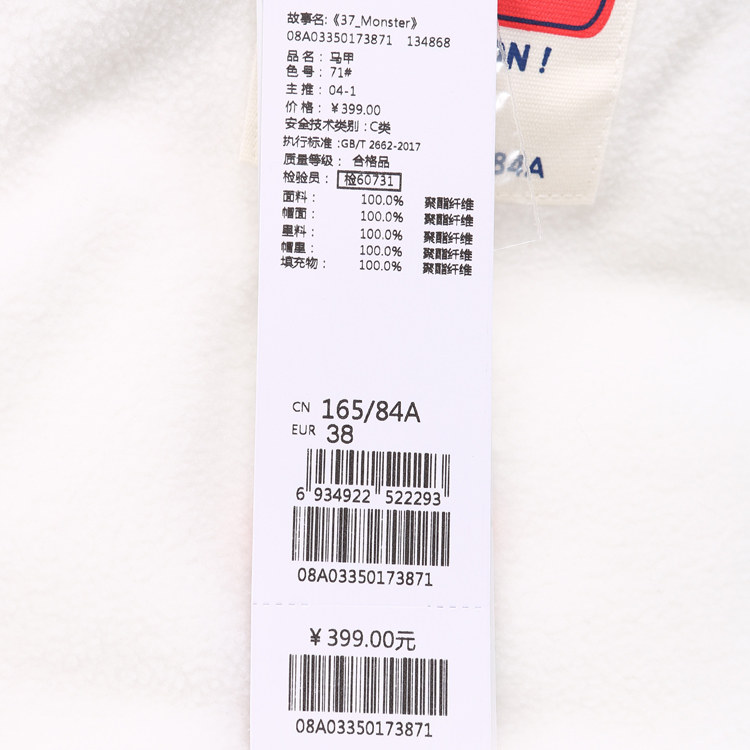 故事名:《37_Monster》
08A03350173871 134868
品名: 马甲
色号: 71#
主推: 04-1
价格: ¥399.00
安全技术类别: C类
执行标准: GB/T 2662-2017
质量等级: 合格品
检验员: 检60731
面料: 100.0% 聚酯纤维
帽面: 100.0% 聚酯纤维
里料: 100.0% 聚酯纤维
帽里: 100.0% 聚酯纤维
填充物: 100.0% 聚酯纤维
ON!
84A
CN 165/84A
EUR 38
6 934922 522293
08A03350173871
¥399.00元
08A03350173871